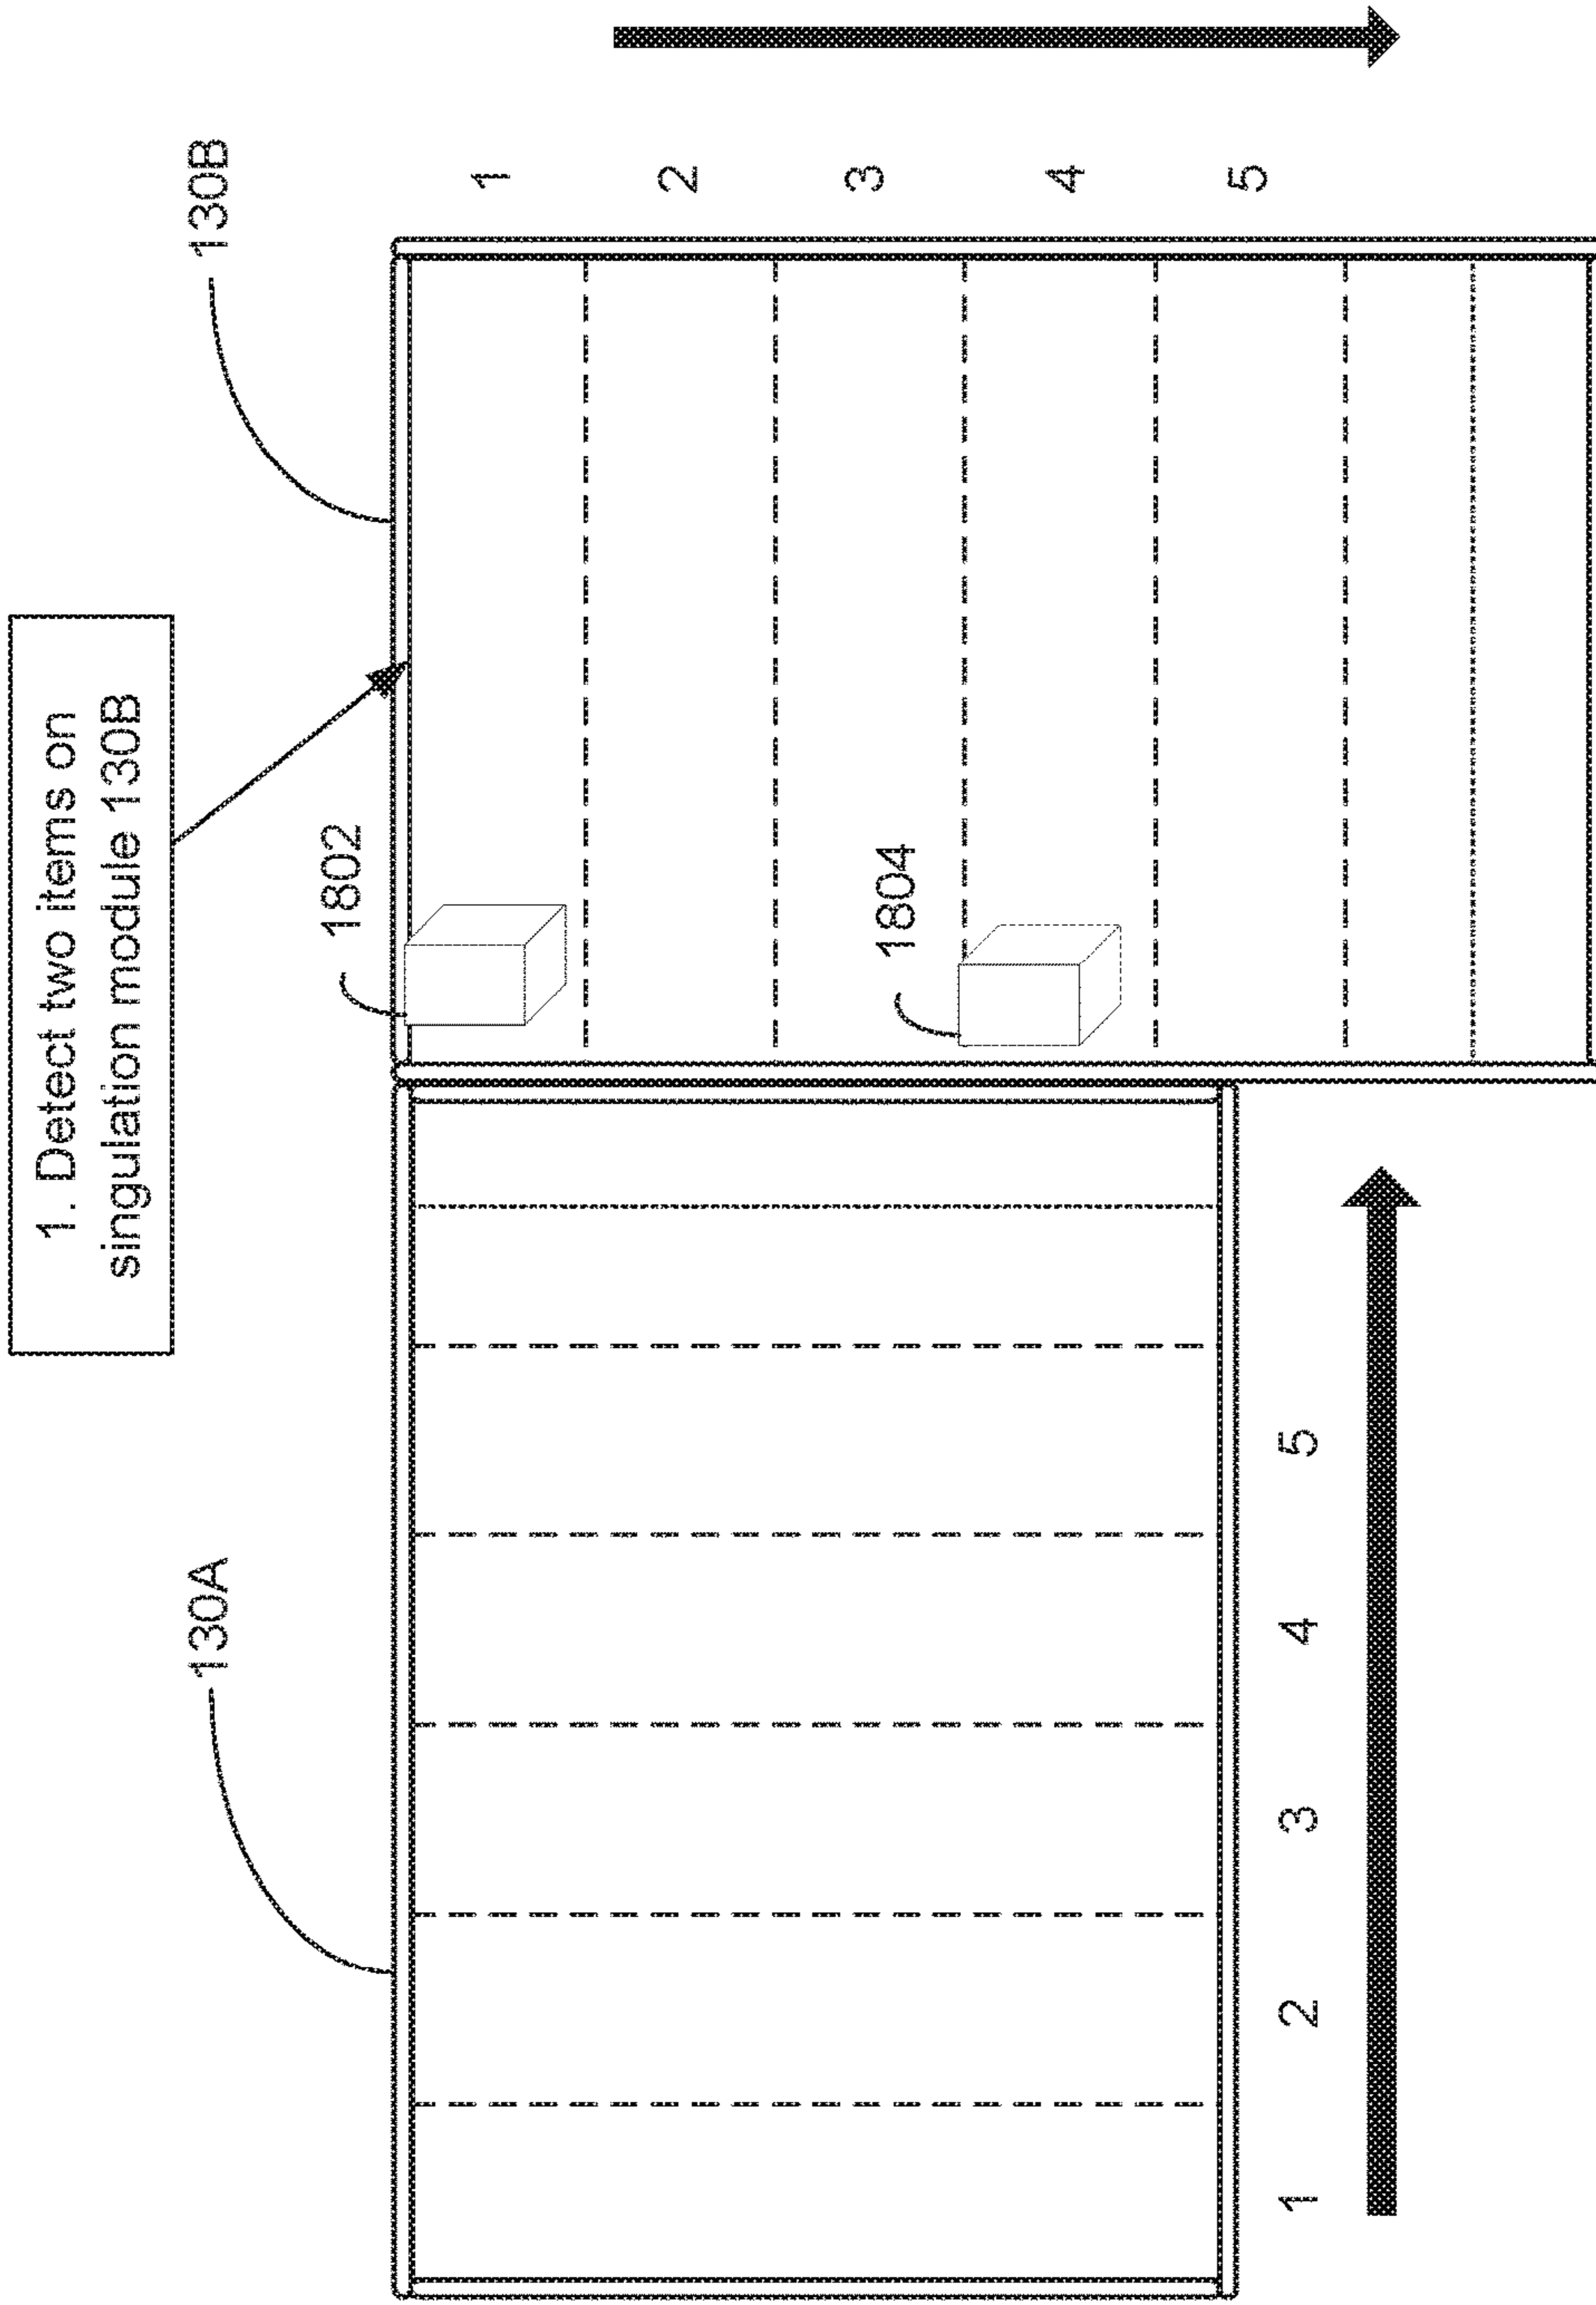 1. Detect two items on
singulation module 130B
130A
130B
1802
1
2
3
1804
4
5
1 2 3 4 5